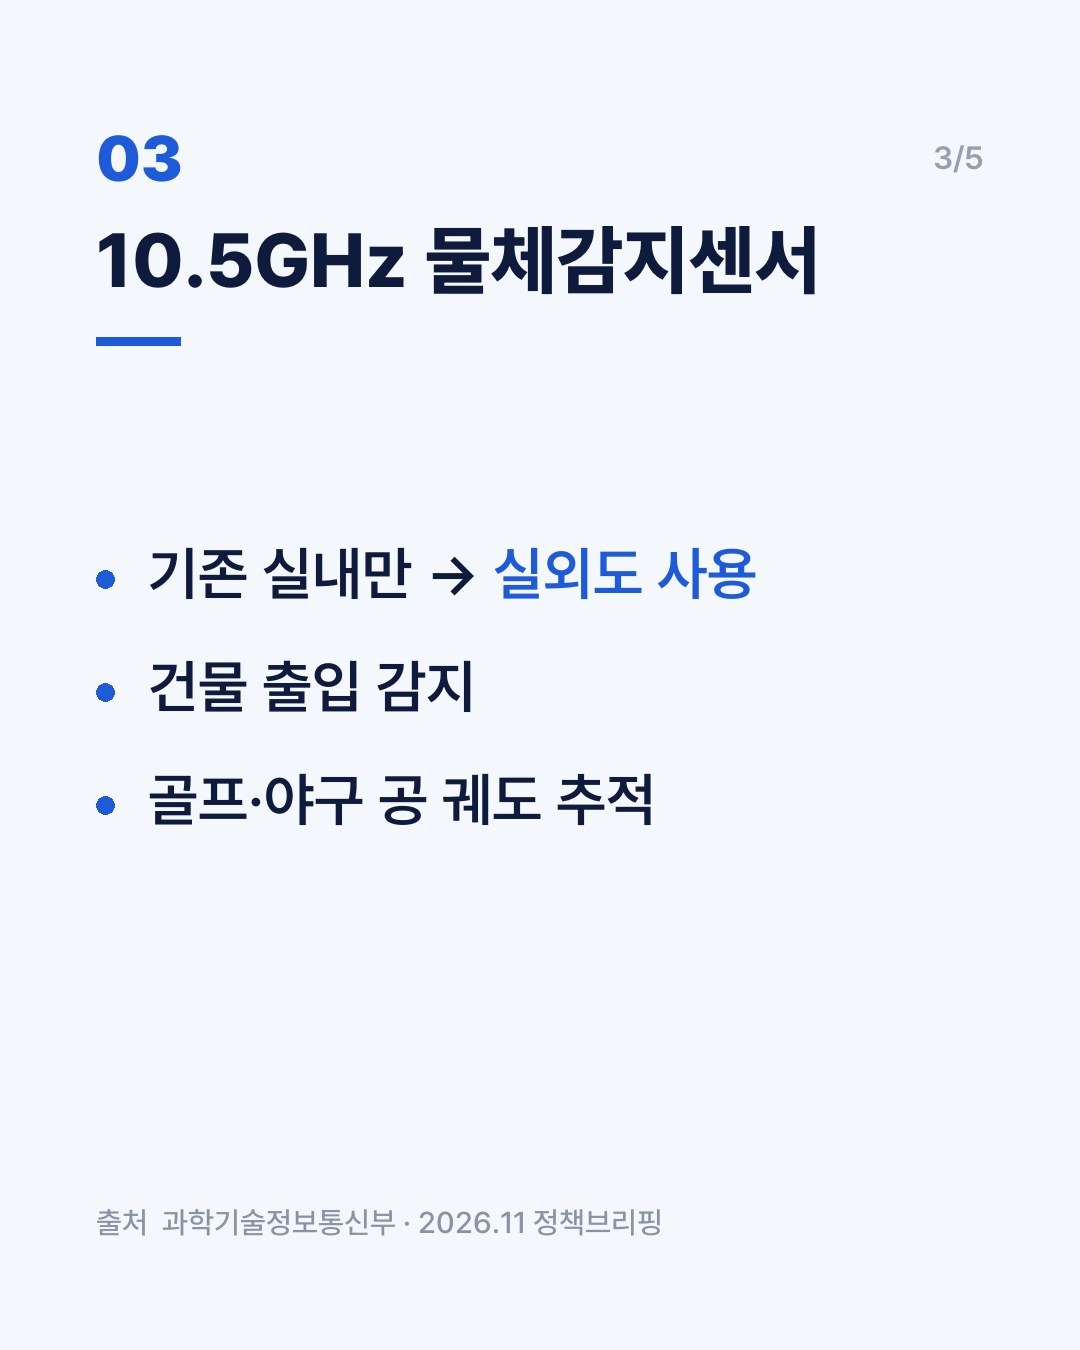 03
3/5
10.5GHz 물체감지센서
기존 실내만 → 실외도 사용
건물 출입 감지
골프·야구 공 궤도 추적
출처 과학기술정보통신부 · 2026.11 정책브리핑